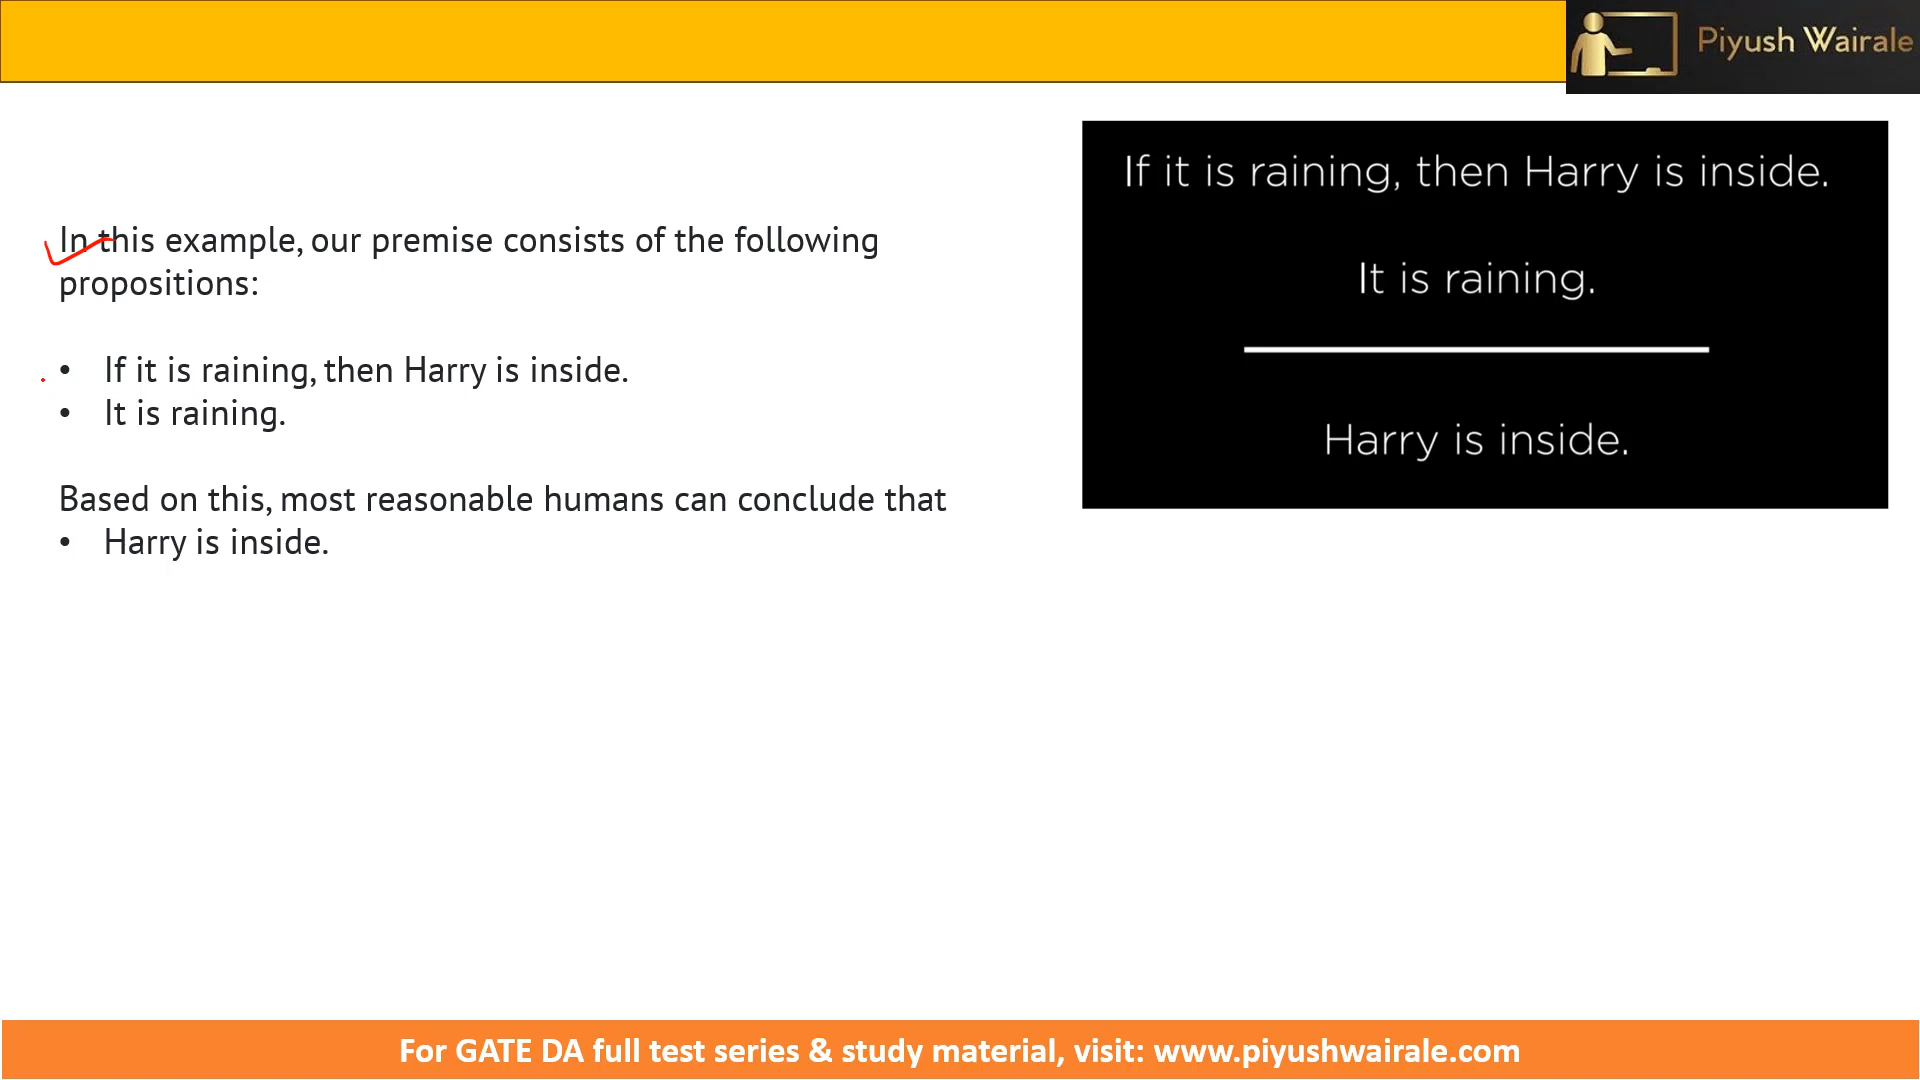 Piyush Wairale
In this example, our premise consists of the following
propositions:
• If it is raining, then Harry is inside.
• It is raining.
Based on this, most reasonable humans can conclude that
• Harry is inside.
If it is raining, then Harry is inside.
It is raining.
Harry is inside.
For GATE DA full test series & study material, visit: www.piyushwairale.com